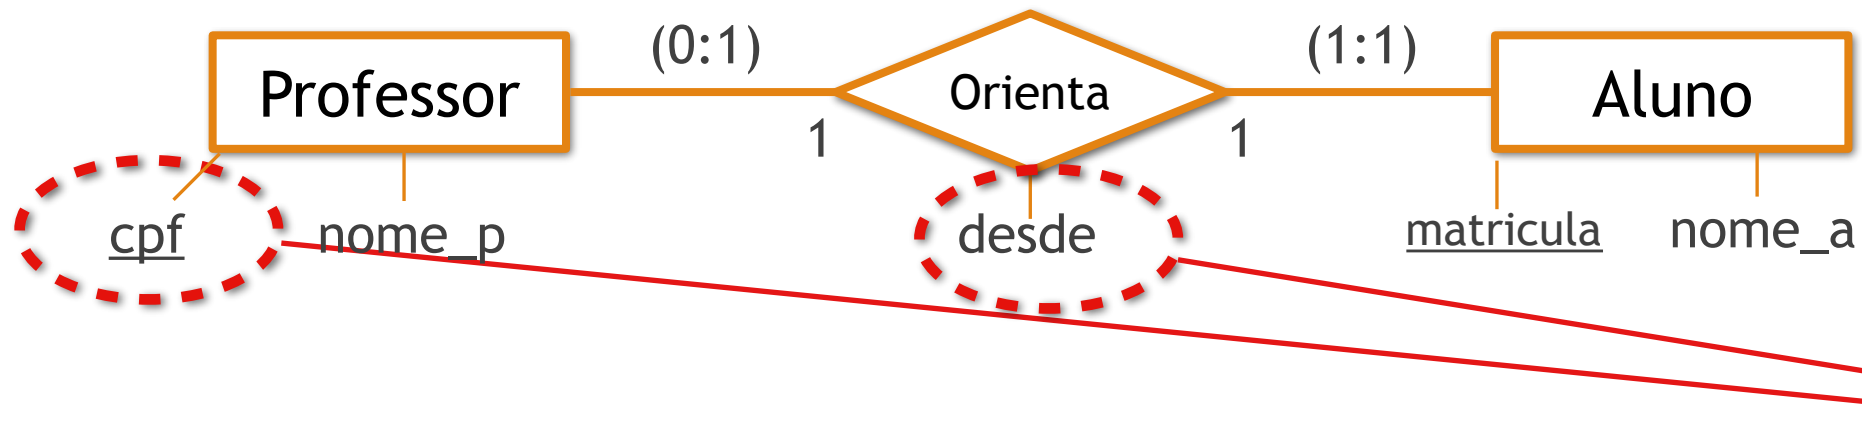 (0:1)
(1:1)
Professor
Orienta
Aluno
1
1
cpf
nome_p
desde
matricula
nome_a